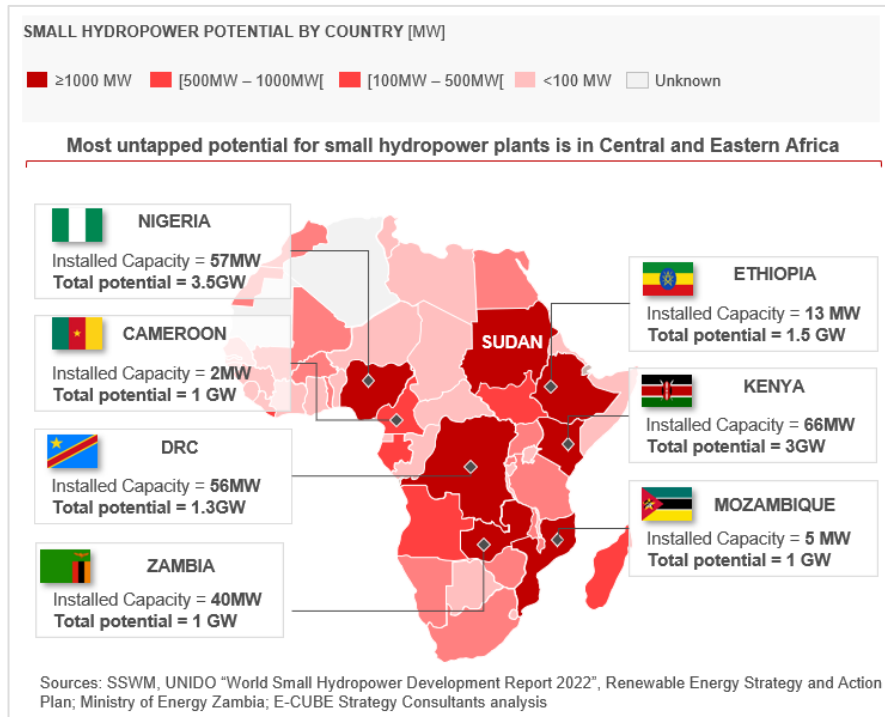 SMALL HYDROPOWER POTENTIAL BY COUNTRY [MW]
≥1000 MW [500MW – 1000MW[ [100MW – 500MW[ <100 MW Unknown
Most untapped potential for small hydropower plants is in Central and Eastern Africa
NIGERIA
Installed Capacity = 57MW
Total potential = 3.5GW
CAMEROON
Installed Capacity = 2MW
Total potential = 1 GW
DRC
Installed Capacity = 56MW
Total potential = 1.3GW
ZAMBIA
Installed Capacity = 40MW
Total potential = 1 GW
SUDAN
ETHIOPIA
Installed Capacity = 13 MW
Total potential = 1.5 GW
KENYA
Installed Capacity = 66MW
Total potential = 3GW
MOZAMBIQUE
Installed Capacity = 5 MW
Total potential = 1 GW
Sources: SSWM, UNIDO “World Small Hydropower Development Report 2022”, Renewable Energy Strategy and Action
Plan; Ministry of Energy Zambia; E-CUBE Strategy Consultants analysis